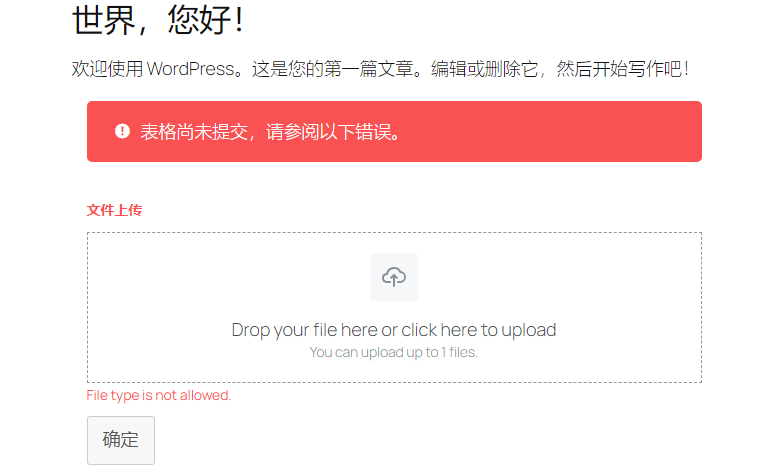 世界，您好！
欢迎使用 WordPress。这是您的第一篇文章。编辑或删除它，然后开始写作吧！
表格尚未提交，请参阅以下错误。
文件上传
Drop your file here or click here to upload
You can upload up to 1 files.
File type is not allowed.
确定